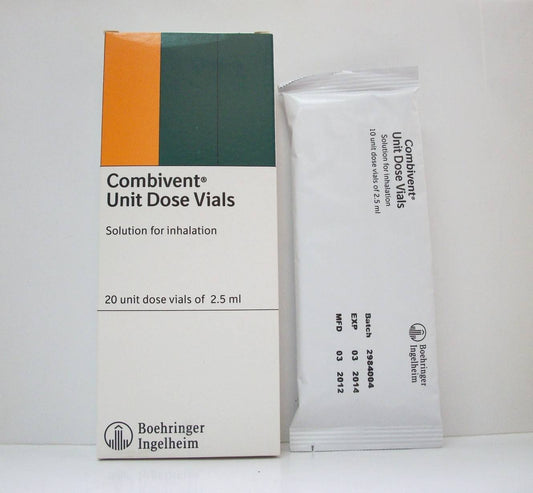 Combivent®
Unit Dose Vials
Solution for inhalation
20 unit dose vials of 2.5 ml
Boehringer
Ingelheim
Combivent®
Unit Dose Vials
Solution for inhalation
10 unit dose vials of 2.5 ml
Batch 2984004
EXP 03 2014
MFD 03 2012
Boehringer
Ingelheim